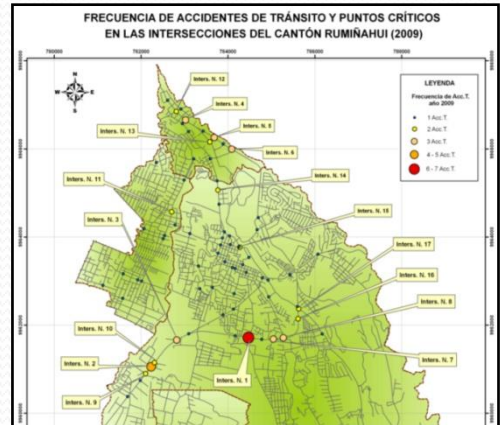 FRECUENCIA DE ACCIDENTES DE TRÁNSITO Y PUNTOS CRÍTICOS
EN LAS INTERSECCIONES DEL CANTÓN RUMIÑAHUI (2009)
N
W E
S
LEYENDA
Frecuencia de Acc.T.
año 2009
1 Acc.T.
2 Acc.T.
3 Acc.T.
4 - 5 Acc.T.
6 - 7 Acc.T.
Inters. N. 12
Inters. N. 4
Inters. N. 5
Inters. N. 13
Inters. N. 6
Inters. N. 14
Inters. N. 11
Inters. N. 15
Inters. N. 3
Inters. N. 17
Inters. N. 16
Inters. N. 8
Inters. N. 10
Inters. N. 2
Inters. N. 7
Inters. N. 1
Inters. N. 9